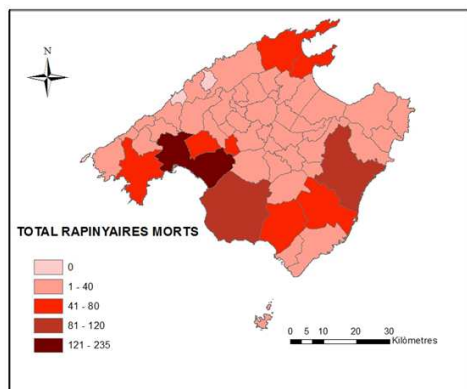 N
TOTAL RAPINYAIRES MORTS
0
1 - 40
41 - 80
81 - 120
121 - 235
0 5 10 20 30
Kilòmetres